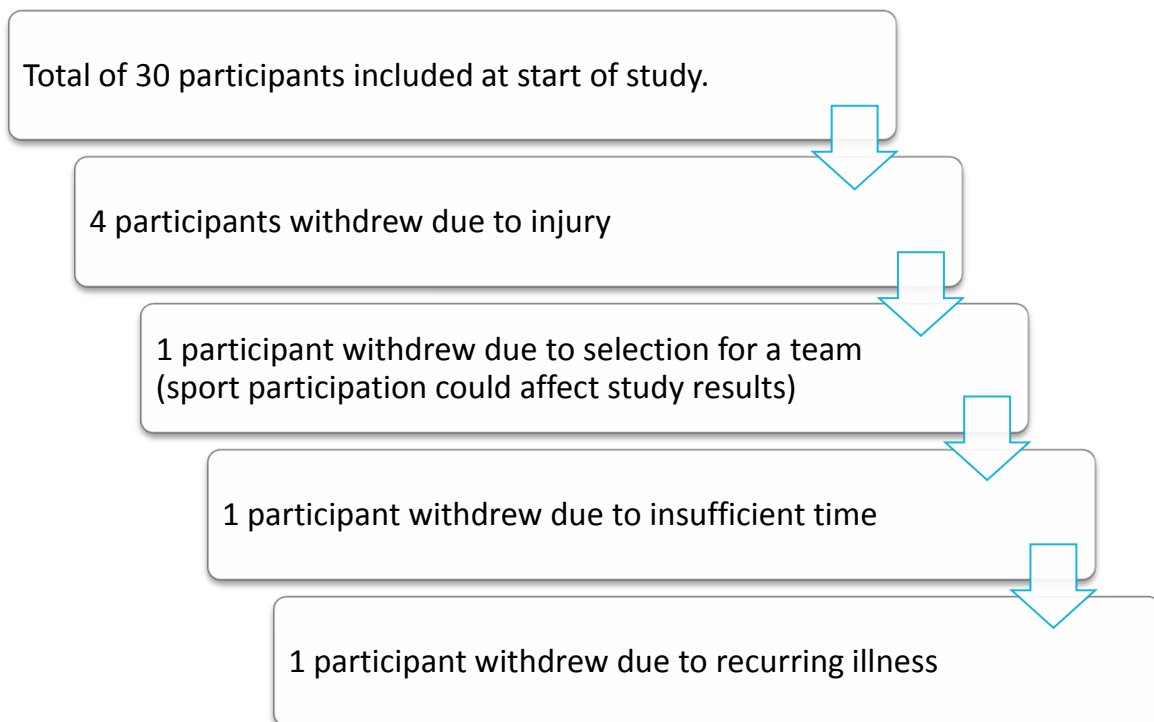 Total of 30 participants included at start of study.
4 participants withdrew due to injury
1 participant withdrew due to selection for a team
(sport participation could affect study results)
1 participant withdrew due to insufficient time
1 participant withdrew due to recurring illness